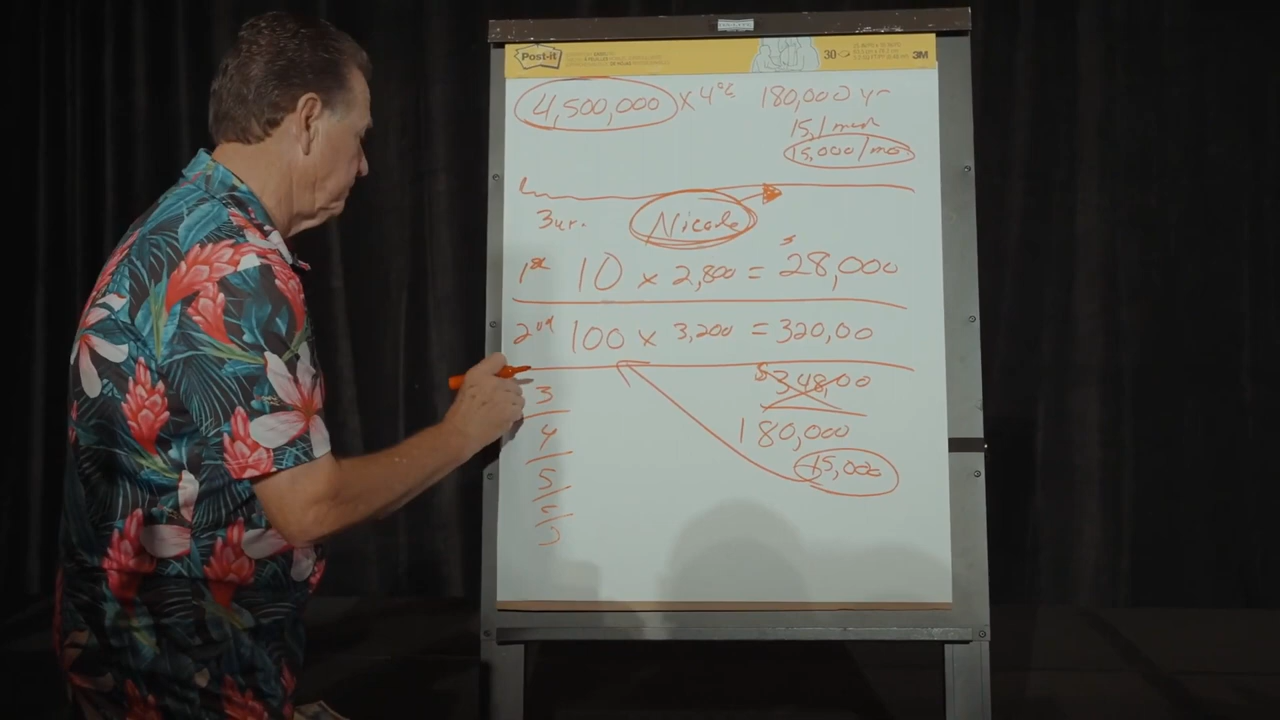 Post-it
30
3M
4,500,000 x 4% 180,000 yr
15,/mon
15,000/mo
3 yr. Nicole
1st 10 x 2,800 = $28,000
2nd 100 x 3,200 = 320,00
$348,00
3
180,000
4
15,000
5